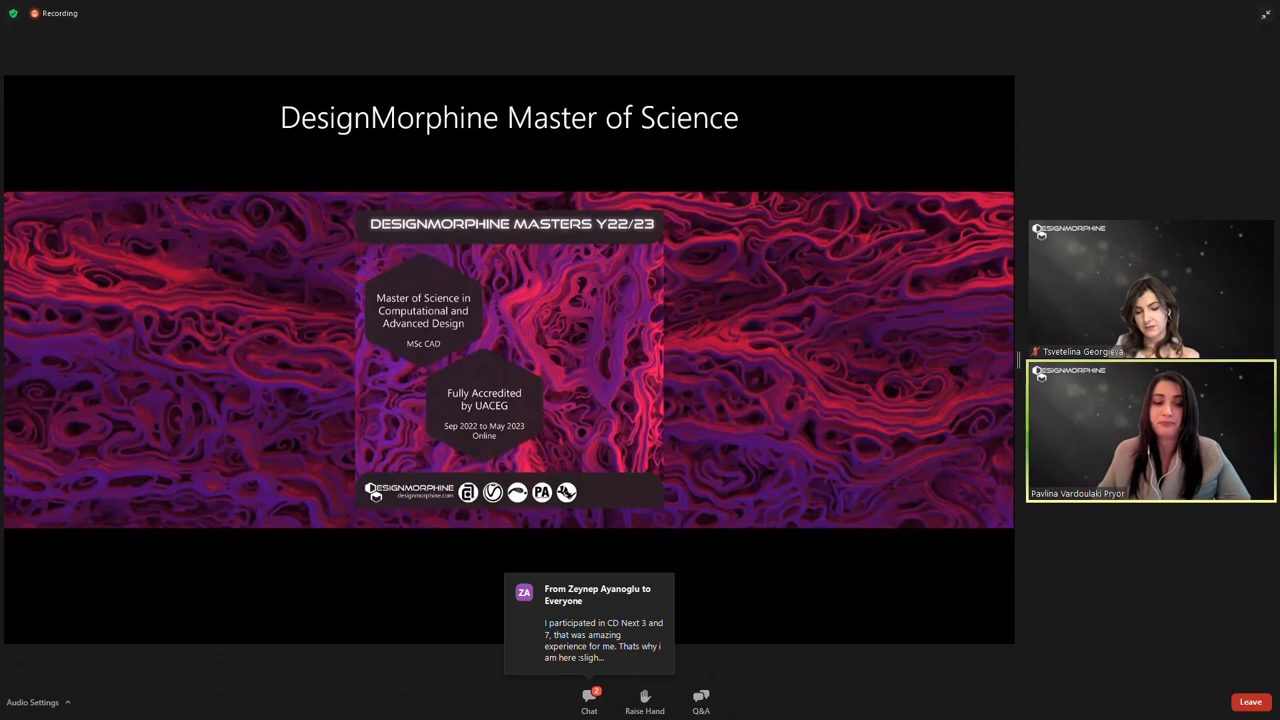 Recording
DesignMorphine Master of Science
DESIGNMORPHINE MASTERS Y22/23
Master of Science in
Computational and
Advanced Design
MSc CAD
Fully Accredited
by UACEG
Sep 2022 to May 2023
Online
DESIGNMORPHINE
designmorphine.com
PA
DESIGNMORPHINE
Tsvetelina Georgieva
DESIGNMORPHINE
Pavlina Vardoulaki Pryor
ZA
From Zeynep Ayanoglu to
Everyone
I participated in CD Next 3 and
7, that was amazing
experience for me. Thats why i
am here :sligh...
2
Audio Settings
Chat
Raise Hand
Q&A
Leave